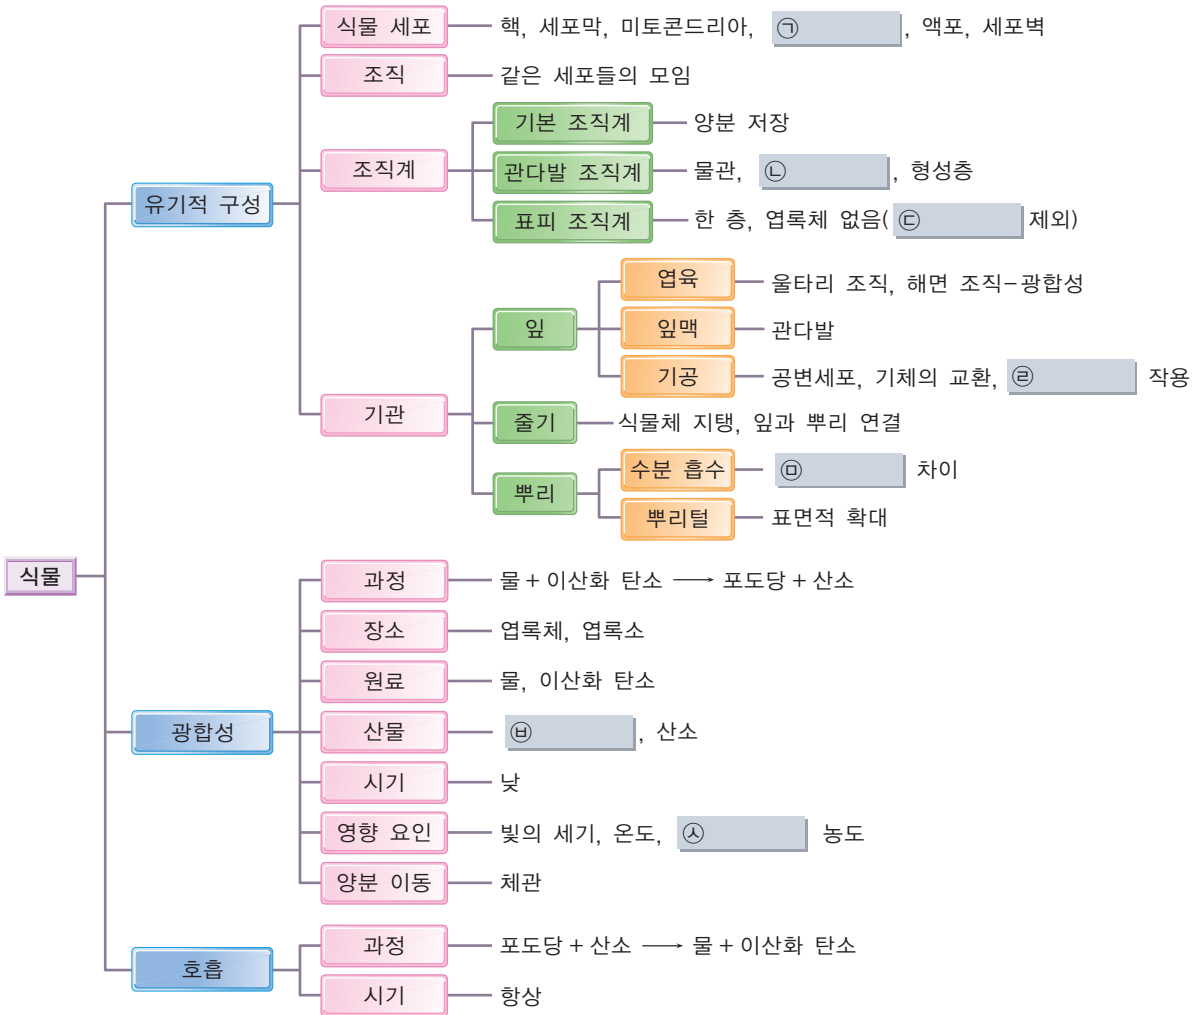 식물 세포 핵, 세포막, 미토콘드리아, ㉠ , 액포, 세포벽
조직 같은 세포들의 모임
기본 조직계 양분 저장
조직계 관다발 조직계 물관, ㉡ , 형성층
유기적 구성
표피 조직계 한 층, 엽록체 없음( ㉢ 제외)
엽육 울타리 조직, 해면 조직-광합성
잎 잎맥 관다발
기공 공변세포, 기체의 교환, ㉣ 작용
기관 줄기 식물체 지탱, 잎과 뿌리 연결
수분 흡수 ㉤ 차이
뿌리
뿌리털 표면적 확대
식물
과정 물 + 이산화 탄소 → 포도당 + 산소
장소 엽록체, 엽록소
원료 물, 이산화 탄소
광합성 산물 ㉥ , 산소
시기 낮
영향 요인 빛의 세기, 온도, ㉦ 농도
양분 이동 체관
과정 포도당 + 산소 → 물 + 이산화 탄소
호흡
시기 항상